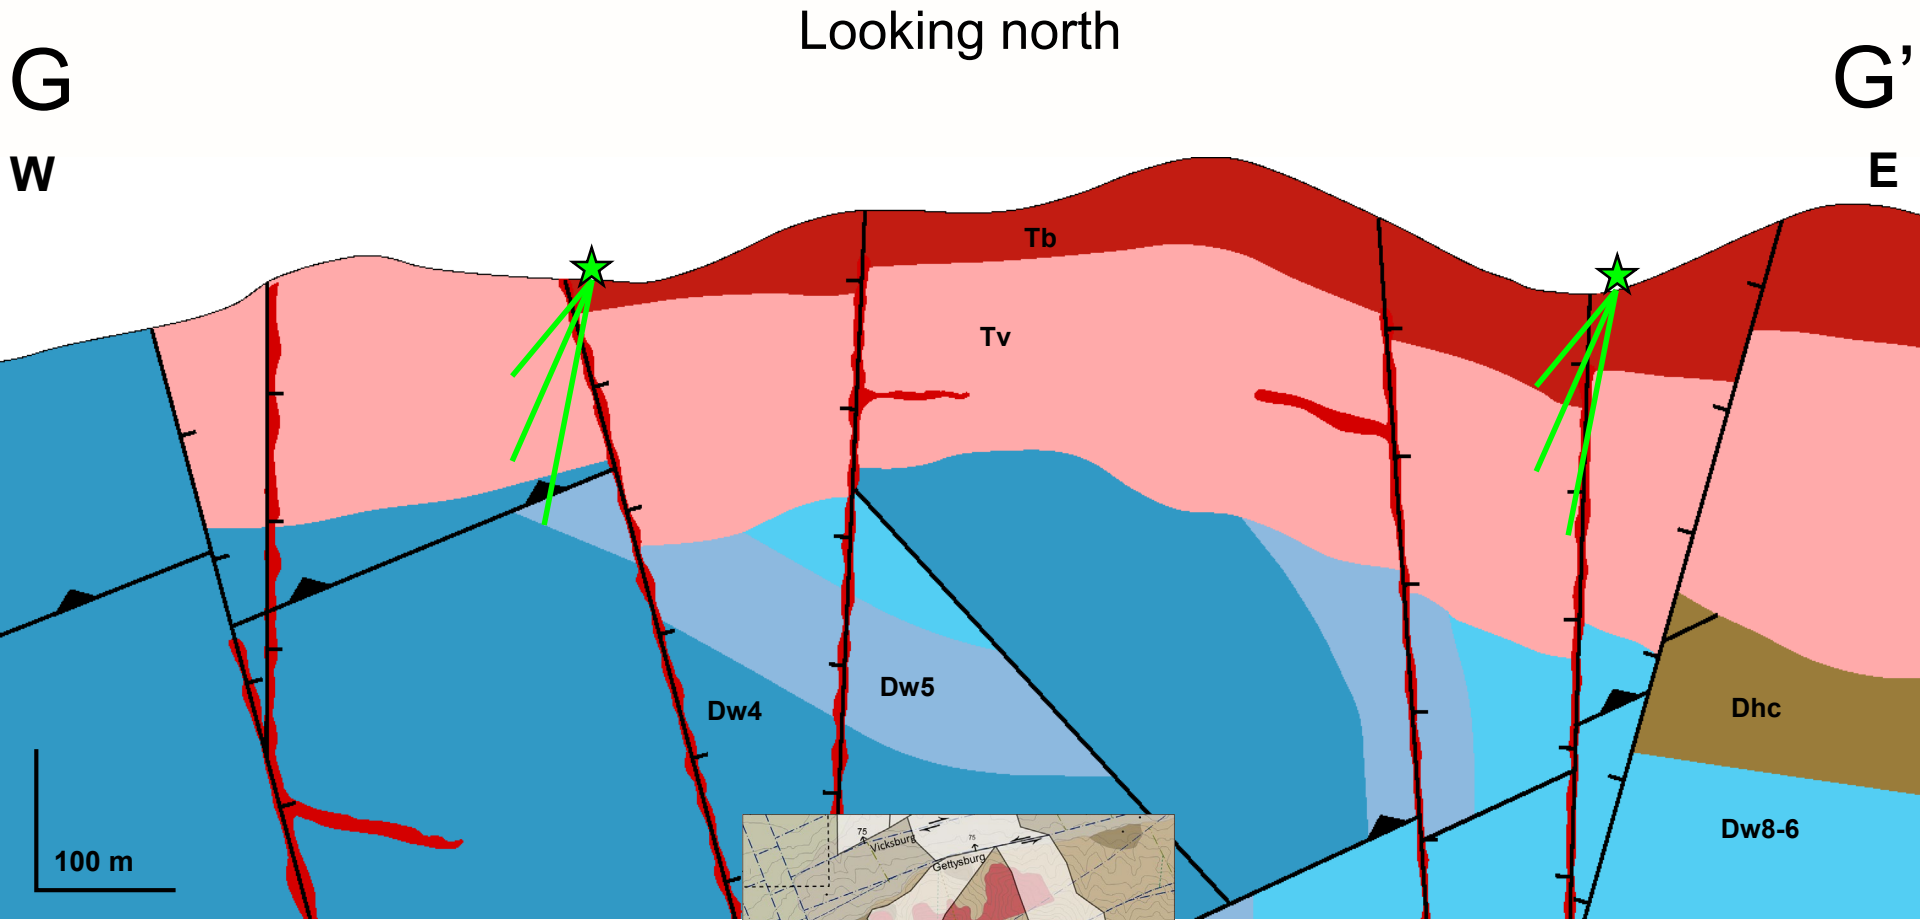 Looking north
G
G’
W
E
Tb
Tv
Dw5
Dw4
Dhc
Dw8-6
100 m
75
75
Vicksburg
Gettysburg